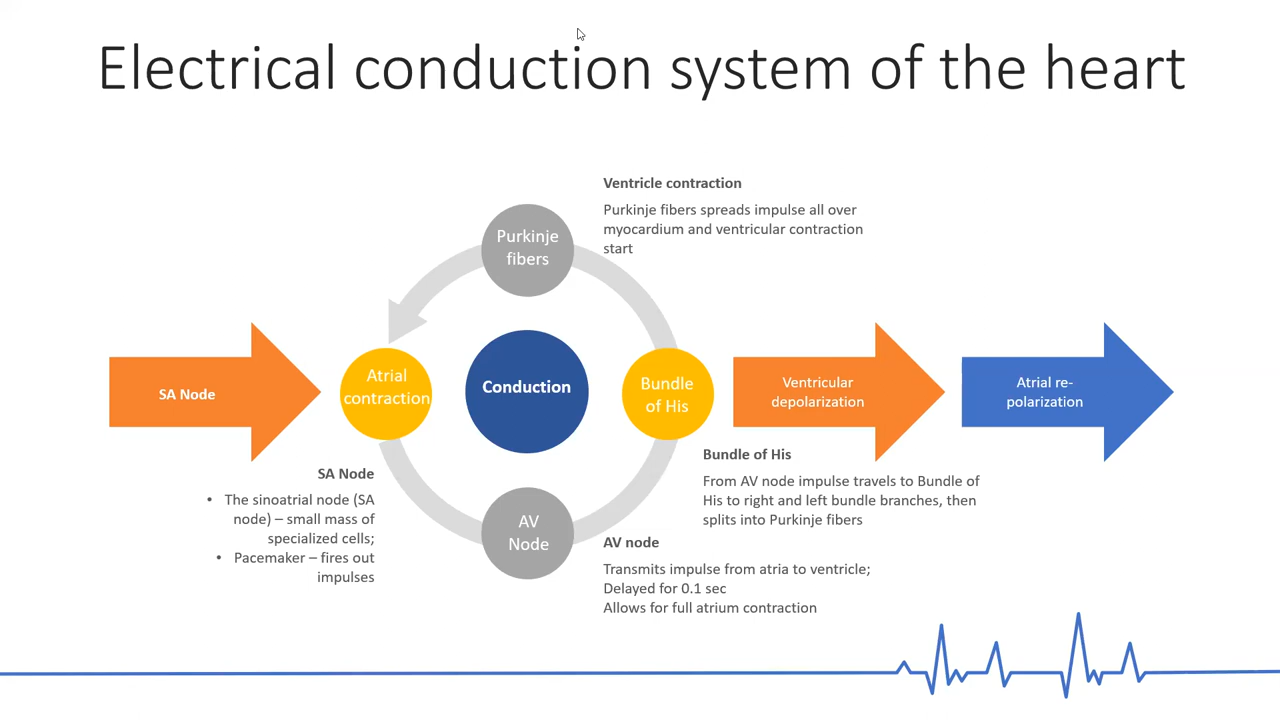 Electrical conduction system of the heart
Ventricle contraction
Purkinje fibers spreads impulse all over
myocardium and ventricular contraction
start
Purkinje
fibers
SA Node
Atrial
contraction
Conduction
Bundle
of His
Ventricular
depolarization
Atrial re-
polarization
SA Node
• The sinoatrial node (SA
node) – small mass of
specialized cells;
• Pacemaker – fires out
impulses
AV
Node
Bundle of His
From AV node impulse travels to Bundle of
His to right and left bundle branches, then
splits into Purkinje fibers
AV node
Transmits impulse from atria to ventricle;
Delayed for 0.1 sec
Allows for full atrium contraction